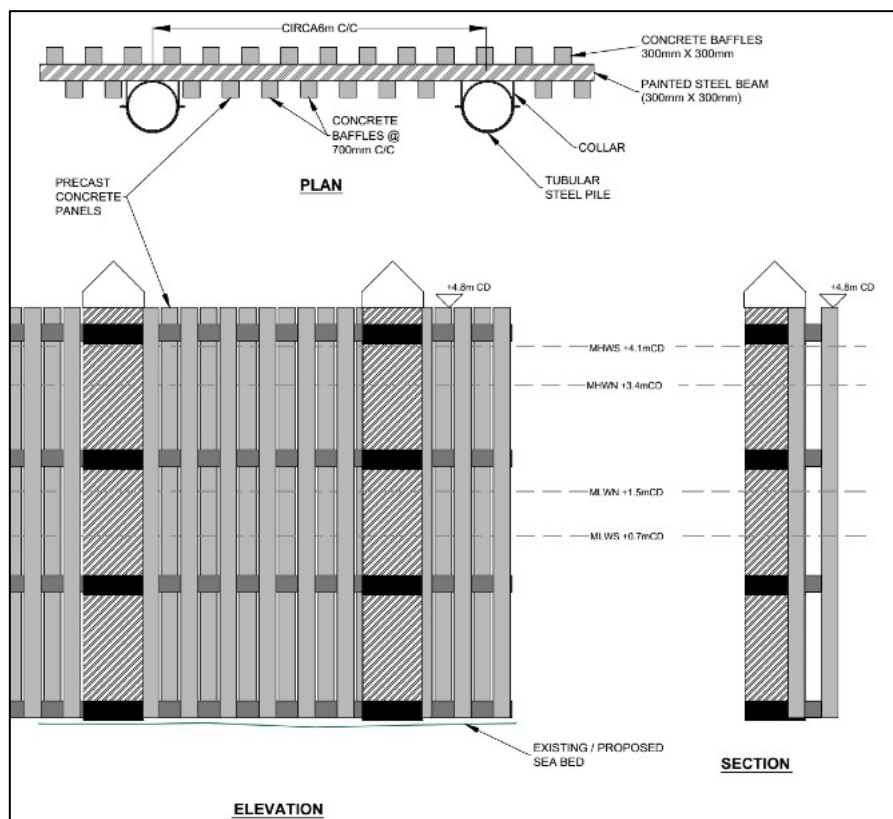 CIRCA6m C/C
CONCRETE BAFFLES
300mm X 300mm
PAINTED STEEL BEAM
(300mm X 300mm)
CONCRETE
BAFFLES @
700mm C/C
COLLAR
PLAN
TUBULAR
STEEL PILE
PRECAST
CONCRETE
PANELS
+4.8m CD
+4.8m CD
MHWS +4.1mCD
MHWN +3.4mCD
MLWN +1.5mCD
MLWS +0.7mCD
EXISTING / PROPOSED
SEA BED
SECTION
ELEVATION